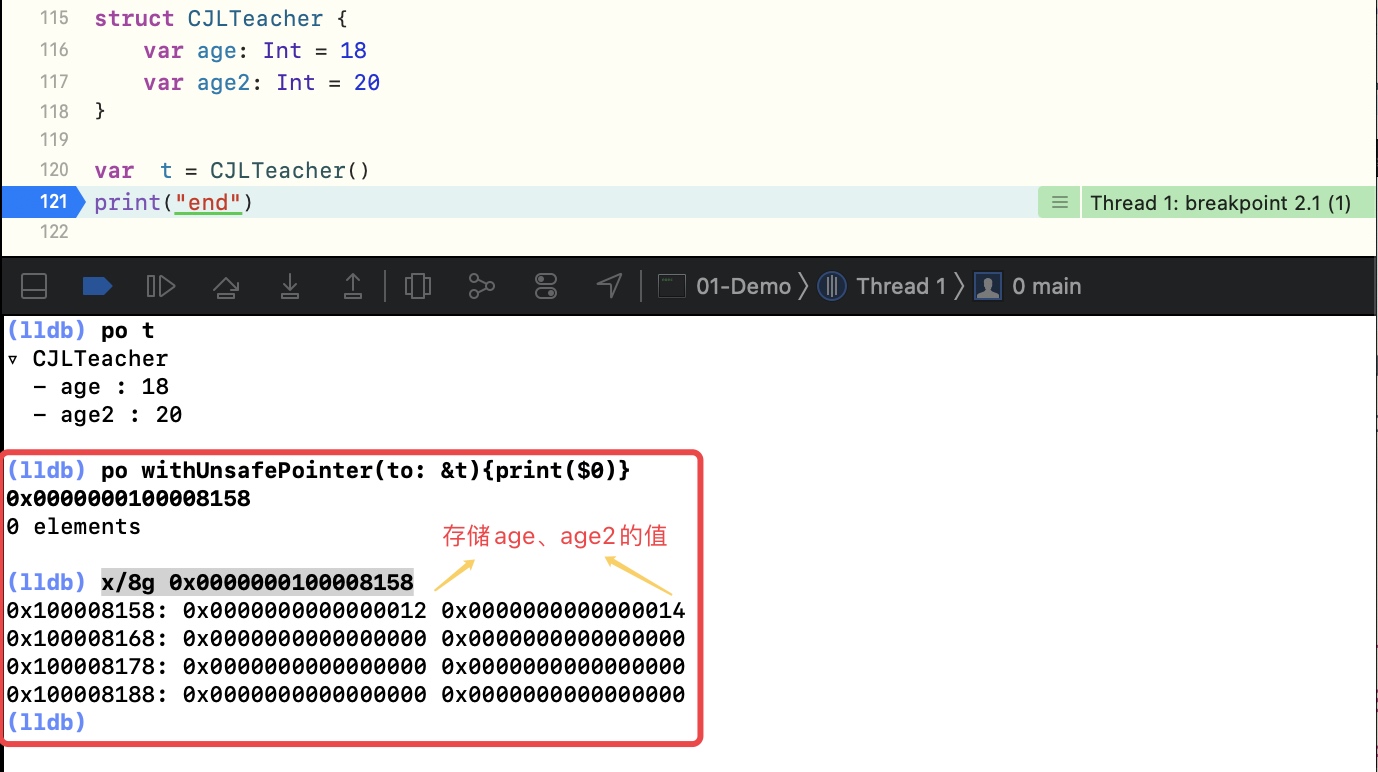 115 struct CJLTeacher {
116 var age: Int = 18
117 var age2: Int = 20
118 }
119
120 var  t = CJLTeacher()
121 print("end") Thread 1: breakpoint 2.1 (1)
122
01-Demo 〉 Thread 1 〉 0 main
(lldb) po t
▿ CJLTeacher
- age : 18
- age2 : 20
(lldb) po withUnsafePointer(to: &t){print($0)}
0x0000000100008158
0 elements
存储age、age2的值
(lldb) x/8g 0x0000000100008158
0x100008158: 0x0000000000000012 0x0000000000000014
0x100008168: 0x0000000000000000 0x0000000000000000
0x100008178: 0x0000000000000000 0x0000000000000000
0x100008188: 0x0000000000000000 0x0000000000000000
(lldb)